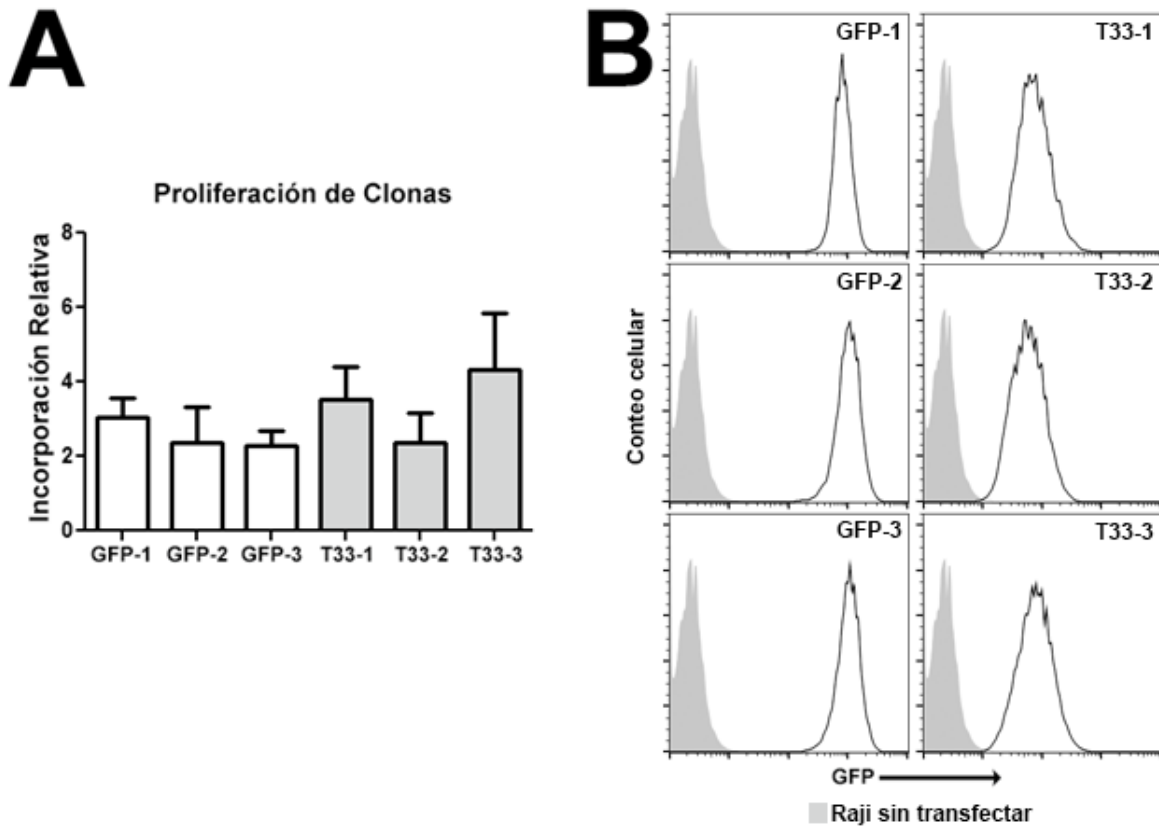 A
Proliferación de Clonas
Incorporación Relativa
8
6
4
2
0
GFP-1 GFP-2 GFP-3 T33-1 T33-2 T33-3
B
Conteo celular
GFP-1 T33-1
GFP-2 T33-2
GFP-3 T33-3
GFP
Raji sin transfectar